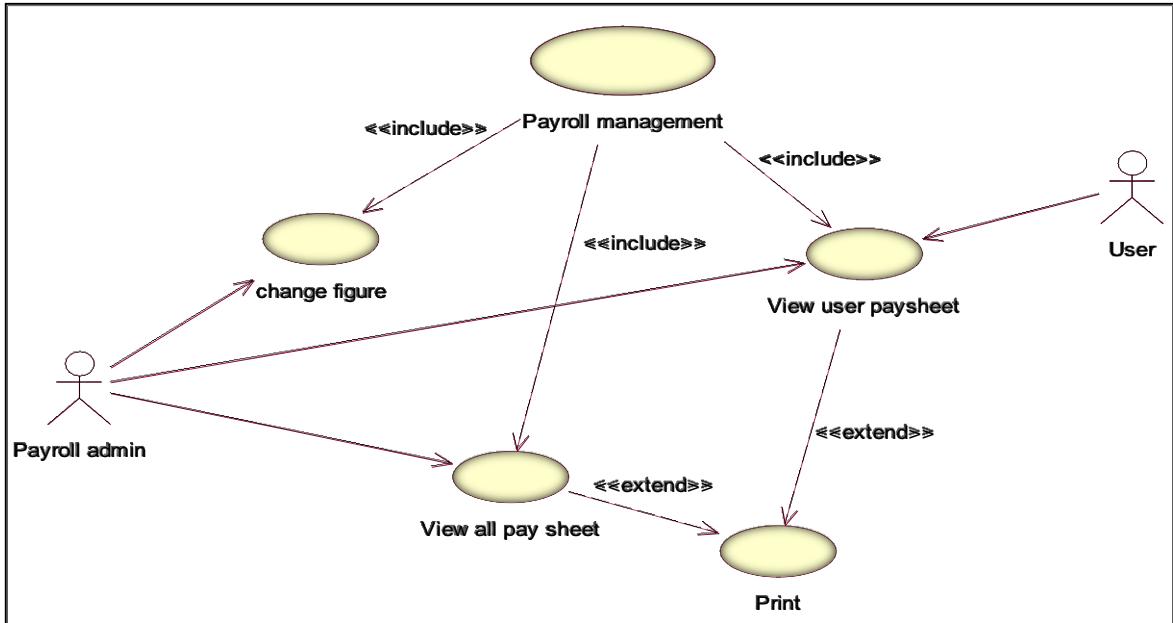 Payroll management
<<include>>
<<include>>
<<include>>
User
change figure
View user paysheet
Payroll admin
<<extend>>
<<extend>>
View all pay sheet
Print